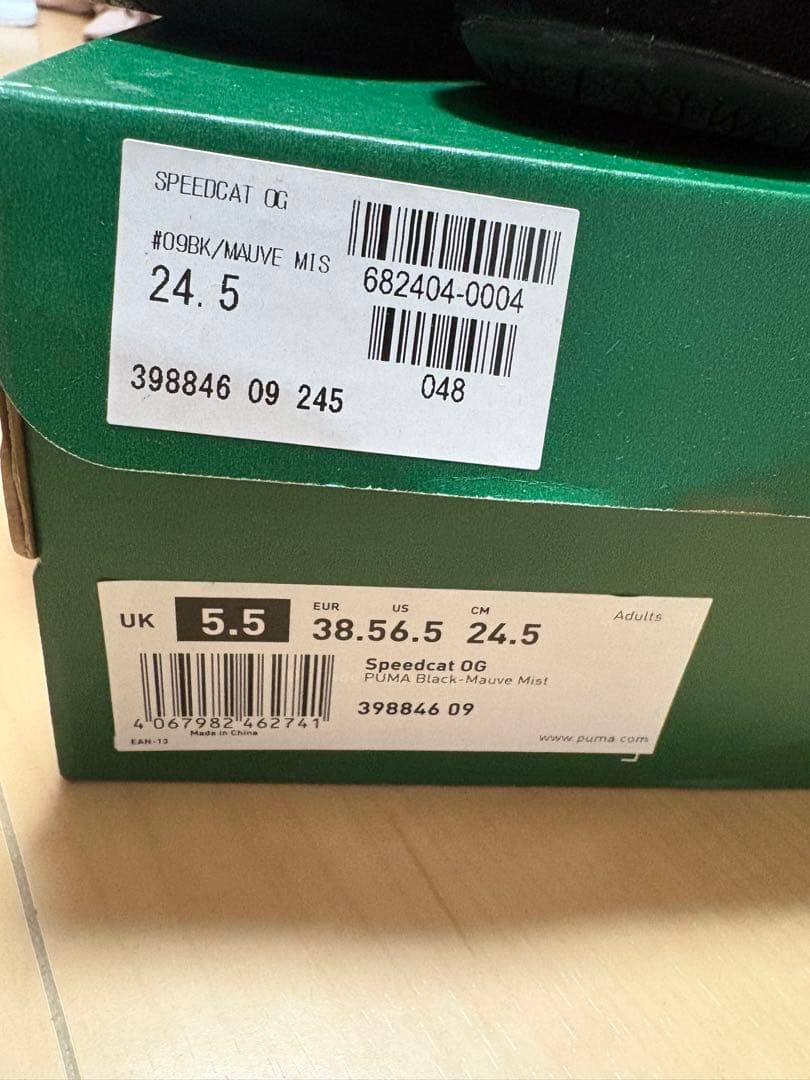 SPEEDCAT OG
#09BK/MAUVE MIS
24.5
682404-0004
048
398846 09 245
UK 5.5
EUR US CM
38.5 6.5 24.5
Adults
Speedcat OG
PUMA Black-Mauve Mist
398846 09
4 067982 462741
Made in China
EAN-13
www.puma.com